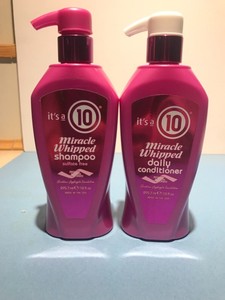 it's a 10
miracle
whipped
shampoo
sulfate free
it's a 10
miracle
whipped
daily
conditioner